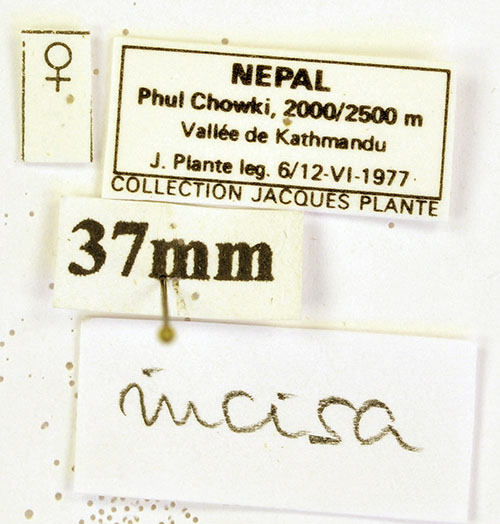 ♀
NEPAL
Phul Chowki, 2000/2500 m
Vallée de Kathmandu
J. Plante leg. 6/12-VI-1977
COLLECTION JACQUES PLANTE
37mm
incisa